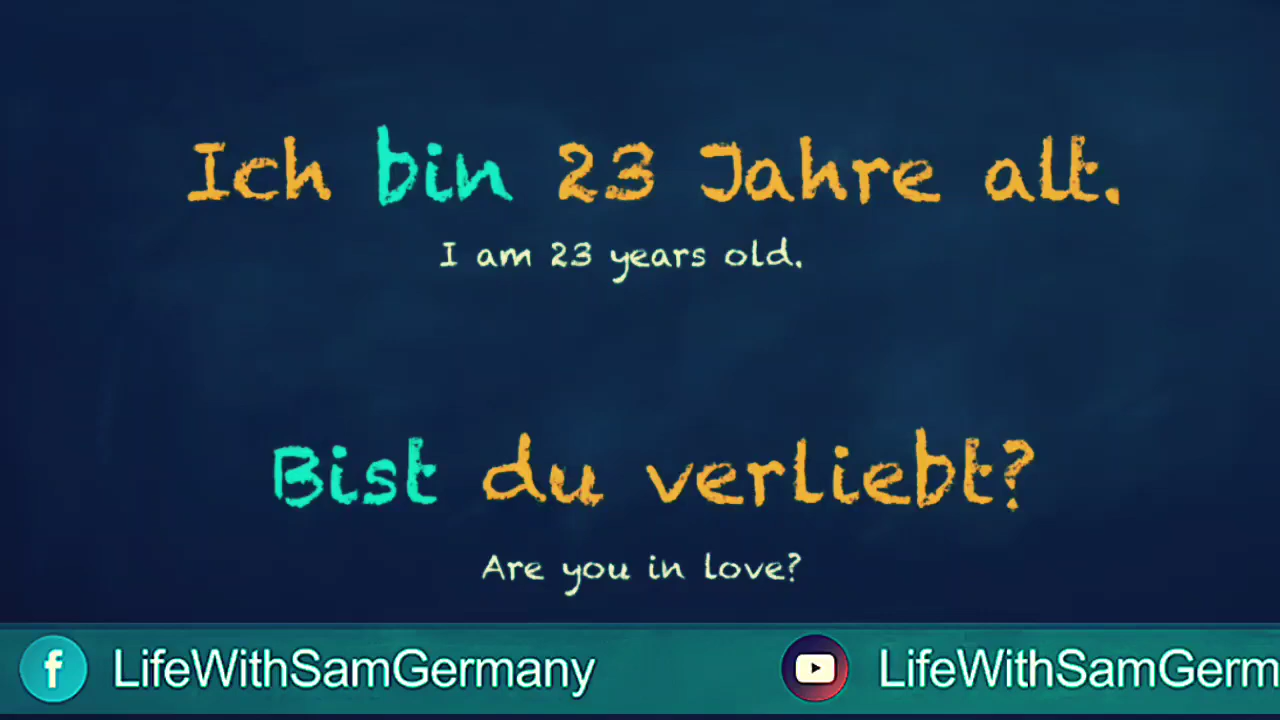 Ich bin 23 Jahre alt.
I am 23 years old.
Bist du verliebt?
Are you in love?
LifeWithSamGermany LifeWithSamGerm